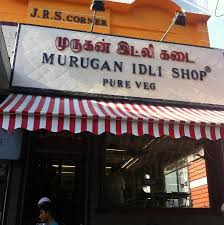 J.R.S. CORNER
முருகன் இட்லி கடை
MURUGAN IDLI SHOP®
PURE VEG